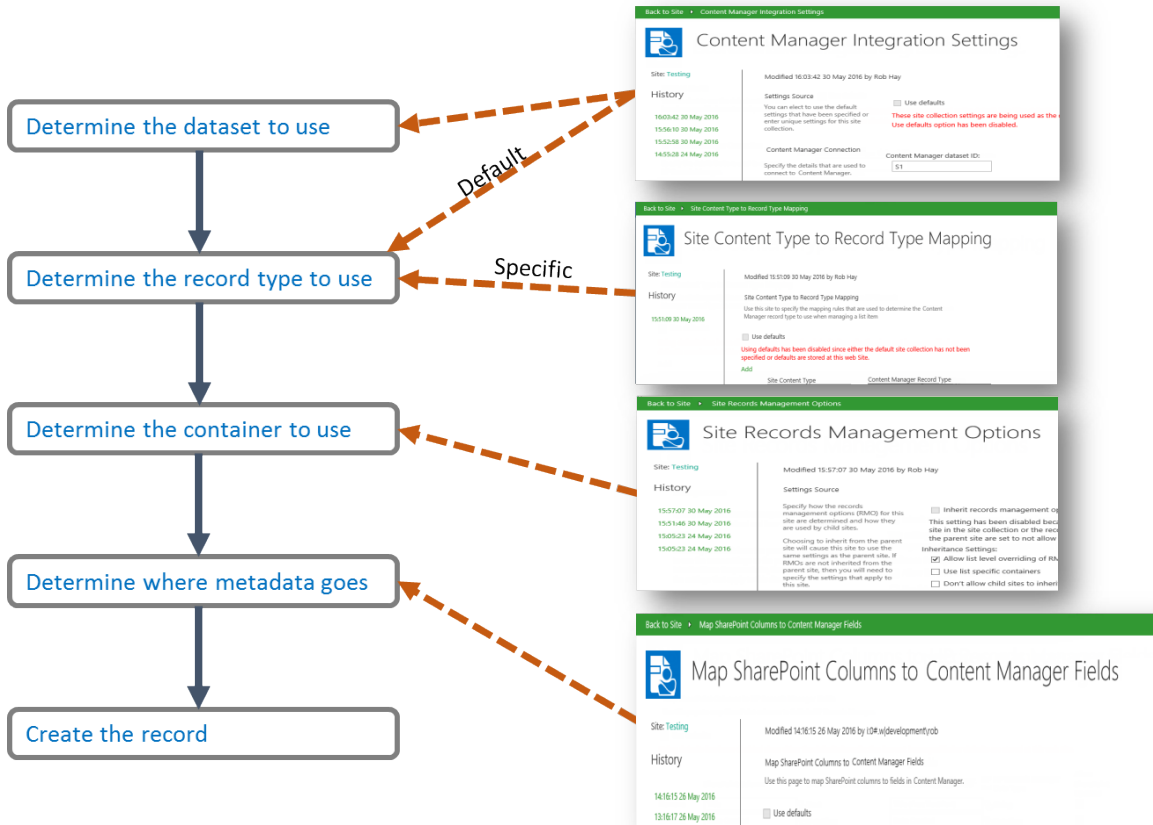 Determine the dataset to use
Determine the record type to use
Determine the container to use
Determine where metadata goes
Create the record
Default
Specific
Back to Site • Content Manager Integration Settings
Content Manager Integration Settings
Site: Testing
History
16:03:42 30 May 2016
15:56:10 30 May 2016
15:52:58 30 May 2016
14:55:28 24 May 2016
Modified 16:03:42 30 May 2016 by Rob Hay
Settings Source
You can elect to use the default
settings that have been specified or
enter unique settings for this site
collection.
Use defaults
These site collection settings are being used as the
Use defaults option has been disabled.
Content Manager Connection
Specify the details that are used to
connect to Content Manager.
Content Manager dataset ID:
S1
Back to Site • Site Content Type to Record Type Mapping
Site Content Type to Record Type Mapping
Site: Testing
History
15:51:09 30 May 2016
Modified 15:51:09 30 May 2016 by Rob Hay
Site Content Type to Record Type Mapping
Use this site to specify the mapping rules that are used to determine the Content
Manager record type to use when managing a list item
Use defaults
Using defaults has been disabled since either the default site collection has not been
specified or defaults are stored at this web Site.
Add
Site Content Type
Content Manager Record Type
Back to Site • Site Records Management Options
Site Records Management Options
Site: Testing
History
15:57:07 30 May 2016
15:51:46 30 May 2016
15:05:23 24 May 2016
15:05:23 24 May 2016
Modified 15:57:07 30 May 2016 by Rob Hay
Settings Source
Specify how the records
management options (RMO) for this
site are determined and how they
are used by child sites.
Choosing to inherit from the parent
site will cause this site to use the
same settings as the parent site. If
RMOs are not inherited from the
parent site, then you will need to
specify the settings that apply to
this site.
Inherit records management
This setting has been disabled
site in the site collection or the
the parent site are set to not allow
Inheritance Settings:
Allow list level overriding of
Use list specific containers
Don't allow child sites to
Back to Site • Map SharePoint Columns to Content Manager Fields
Map SharePoint Columns to Content Manager Fields
Site: Testing
History
14:16:15 26 May 2016
13:16:17 26 May 2016
Modified 14:16:15 26 May 2016 by i:0#.w|development\rob
Map SharePoint Columns to Content Manager Fields
Use this page to map SharePoint columns to fields in Content Manager.
Use defaults